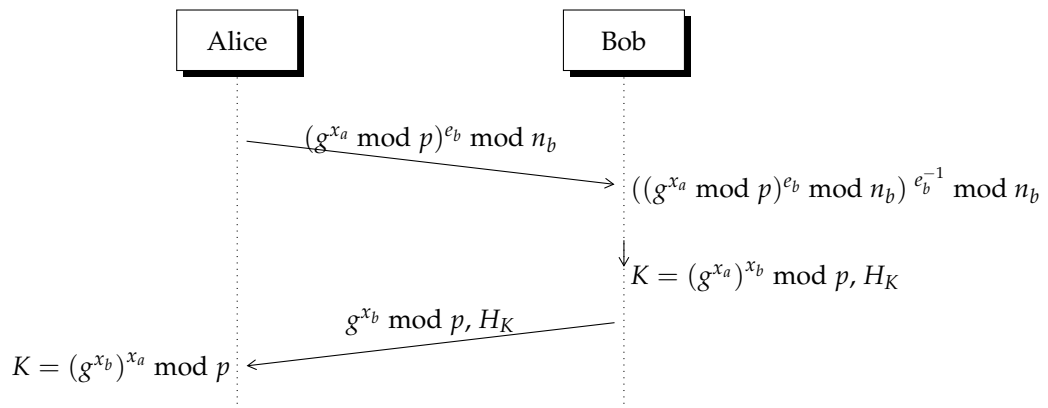 Alice
Bob
(g^{x_a} mod p)^{e_b} mod n_b
((g^{x_a} mod p)^{e_b} mod n_b)^{e_b^{-1}} mod n_b
K = (g^{x_a})^{x_b} mod p, H_K
g^{x_b} mod p, H_K
K = (g^{x_b})^{x_a} mod p